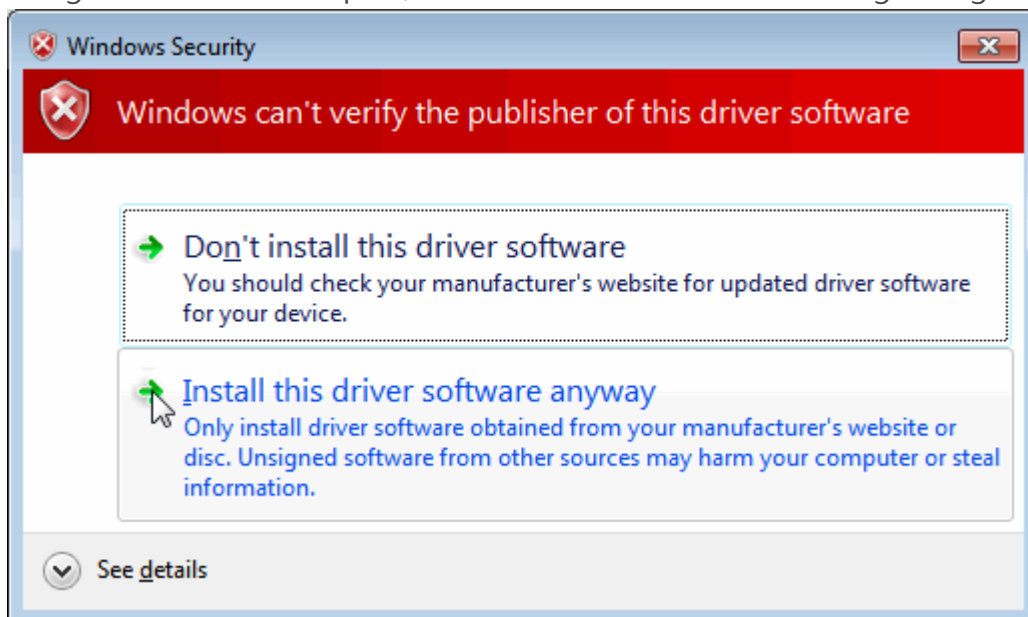 Windows Security
Windows can't verify the publisher of this driver software
Don't install this driver software
You should check your manufacturer's website for updated driver software
for your device.
Install this driver software anyway
Only install driver software obtained from your manufacturer's website or
disc. Unsigned software from other sources may harm your computer or steal
information.
See details